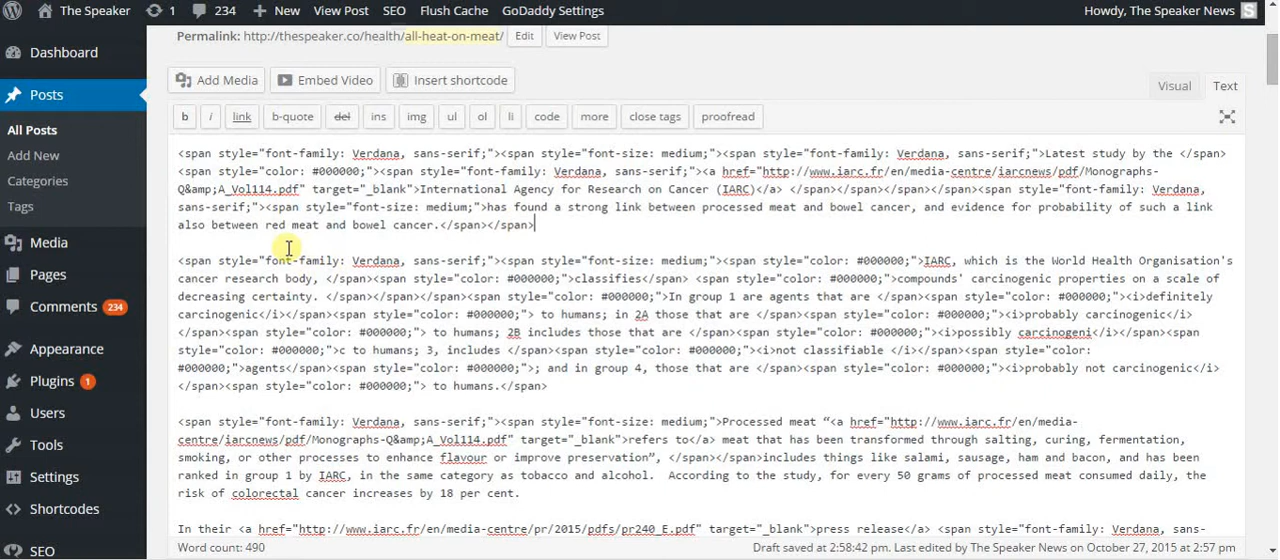 The Speaker 1 234 New View Post SEO Flush Cache GoDaddy Settings Howdy, The Speaker News
Permalink: http://thespeaker.co/health/all-heat-on-meat/ Edit View Post
Dashboard
Add Media Embed Video Insert shortcode Visual Text
Posts
b i link b-quote del ins img ul ol li code more close tags proofread
All Posts
Add New
Categories
Tags
Media
Pages
Comments 234
Appearance
Plugins 1
Users
Tools
Settings
Shortcodes
SEO
<span style="font-family: Verdana, sans-serif;"><span style="font-size: medium;"><span style="font-family: Verdana, sans-serif;">Latest study by the </span>
<span style="color: #000000;"><span style="font-family: Verdana, sans-serif;"><a href="http://www.iarc.fr/en/media-centre/iarcnews/pdf/Monographs-
Q&amp;A_Vol114.pdf" target="_blank">International Agency for Research on Cancer (IARC)</a> </span></span></span></span><span style="font-family: Verdana,
sans-serif;"><span style="font-size: medium;">has found a strong link between processed meat and bowel cancer, and evidence for probability of such a link
also between red meat and bowel cancer.</span></span>
<span style="font-family: Verdana, sans-serif;"><span style="font-size: medium;"><span style="color: #000000;">IARC, which is the World Health Organisation's
cancer research body, </span><span style="color: #000000;">classifies</span> <span style="color: #000000;">compounds' carcinogenic properties on a scale of
decreasing certainty. </span></span></span><span style="color: #000000;">In group 1 are agents that are </span><span style="color: #000000;"><i>definitely
carcinogenic</i></span><span style="color: #000000;"> to humans; in 2A those that are </span><span style="color: #000000;"><i>probably carcinogenic</i>
</span><span style="color: #000000;"> to humans; 2B includes those that are </span><span style="color: #000000;"><i>possibly carcinogeni</i></span><span
style="color: #000000;">c to humans; 3, includes </span><span style="color: #000000;"><i>not classifiable </i></span><span style="color:
#000000;">agents</span><span style="color: #000000;">; and in group 4, those that are </span><span style="color: #000000;"><i>probably not carcinogenic</i>
</span><span style="color: #000000;"> to humans.</span>
<span style="font-family: Verdana, sans-serif;"><span style="font-size: medium;">Processed meat “<a href="http://www.iarc.fr/en/media-
centre/iarcnews/pdf/Monographs-Q&amp;A_Vol114.pdf" target="_blank">refers to</a> meat that has been transformed through salting, curing, fermentation,
smoking, or other processes to enhance flavour or improve preservation”, </span></span>includes things like salami, sausage, ham and bacon, and has been
ranked in group 1 by IARC, in the same category as tobacco and alcohol. According to the study, for every 50 grams of processed meat consumed daily, the
risk of colorectal cancer increases by 18 per cent.
In their <a href="http://www.iarc.fr/en/media-centre/pr/2015/pdfs/pr240_E.pdf" target="_blank">press release</a> <span style="font-family: Verdana, sans-
Word count: 490 Draft saved at 2:58:42 pm. Last edited by The Speaker News on October 27, 2015 at 2:57 pm